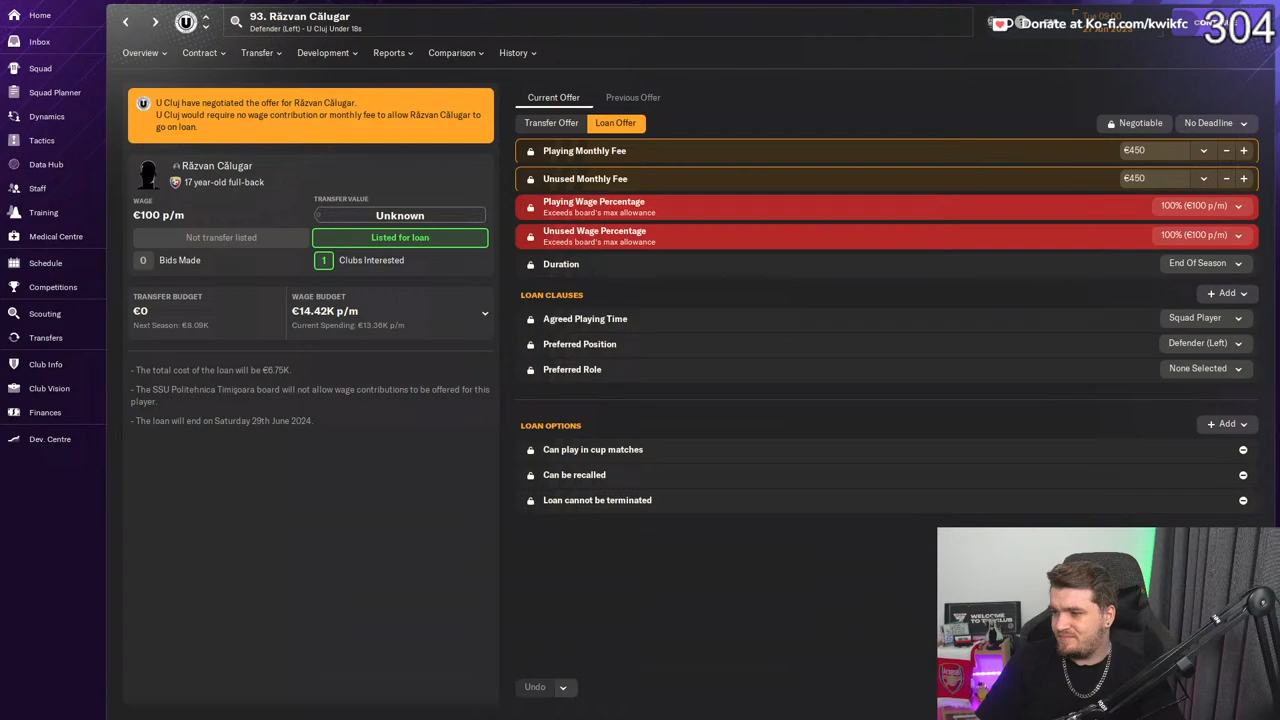 Home
Inbox
Squad
Squad Planner
Dynamics
Tactics
Data Hub
Staff
Training
Medical Centre
Schedule
Competitions
Scouting
Transfers
Club Info
Club Vision
Finances
Dev. Centre
93. Răzvan Călugar
Defender (Left) - U Cluj Under 18s
Donate at Ko-fi.com/kwikfc
304
Overview
Contract
Transfer
Development
Reports
Comparison
History
U Cluj have negotiated the offer for Răzvan Călugar.
U Cluj would require no wage contribution or monthly fee to allow Răzvan Călugar to
go on loan.
Răzvan Călugar
17 year-old full-back
WAGE
€100 p/m
TRANSFER VALUE
Unknown
Not transfer listed
Listed for loan
0 Bids Made
1 Clubs Interested
TRANSFER BUDGET
€0
Next Season: €8.09K
WAGE BUDGET
€14.42K p/m
Current Spending: €13.36K p/m
- The total cost of the loan will be €6.75K.
- The SSU Politehnica Timişoara board will not allow wage contributions to be offered for this
player.
- The loan will end on Saturday 29th June 2024.
Current Offer
Previous Offer
Transfer Offer
Loan Offer
Negotiable
No Deadline
Playing Monthly Fee
€450
Unused Monthly Fee
€450
Playing Wage Percentage
Exceeds board's max allowance
100% (€100 p/m)
Unused Wage Percentage
Exceeds board's max allowance
100% (€100 p/m)
Duration
End Of Season
LOAN CLAUSES
Add
Agreed Playing Time
Squad Player
Preferred Position
Defender (Left)
Preferred Role
None Selected
LOAN OPTIONS
Add
Can play in cup matches
Can be recalled
Loan cannot be terminated
Undo
WELCOME
Arsenal